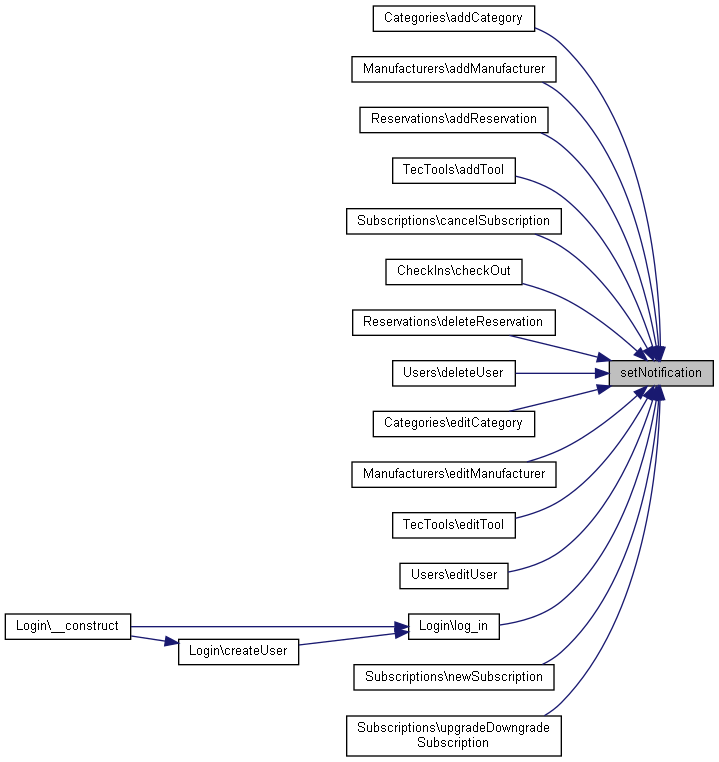 Categories\addCategory
Manufacturers\addManufacturer
Reservations\addReservation
TecTools\addTool
Subscriptions\cancelSubscription
CheckIns\checkOut
Reservations\deleteReservation
setNotification
Users\deleteUser
Categories\editCategory
Manufacturers\editManufacturer
TecTools\editTool
Users\editUser
Login\__construct
Login\log_in
Login\createUser
Subscriptions\newSubscription
Subscriptions\upgradeDowngrade
Subscription